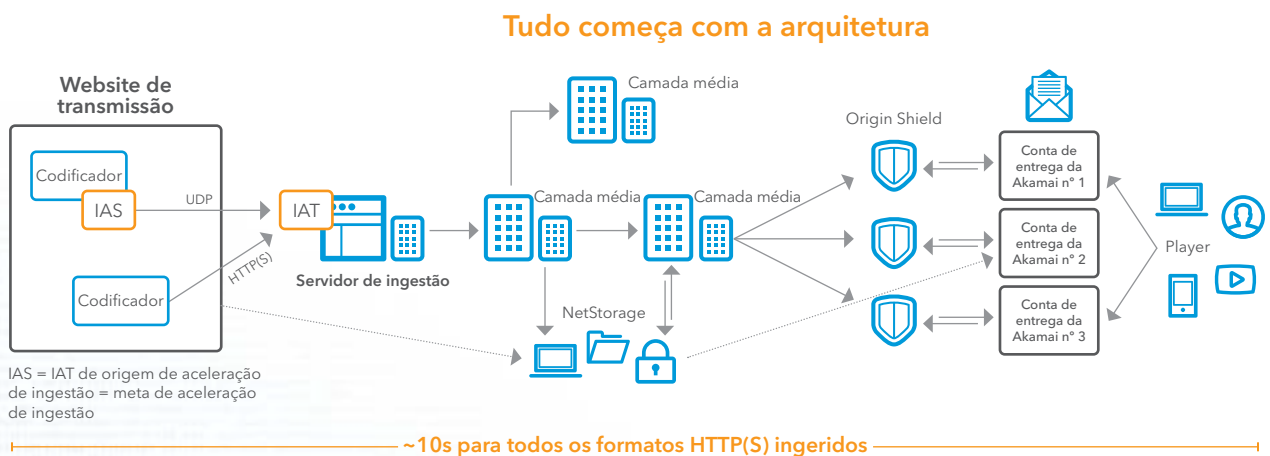 Tudo começa com a arquitetura
Website de
transmissão
Codificador
IAS
UDP
HTTP(S)
Codificador
IAT
Servidor de ingestão
Camada média
Camada média
Camada média
NetStorage
Origin Shield
Conta de
entrega da
Akamai nº 1
Conta de
entrega da
Akamai nº 2
Conta de
entrega da
Akamai nº 3
Player
IAS = IAT de origem de aceleração
de ingestão = meta de aceleração
de ingestão
~10s para todos os formatos HTTP(S) ingeridos